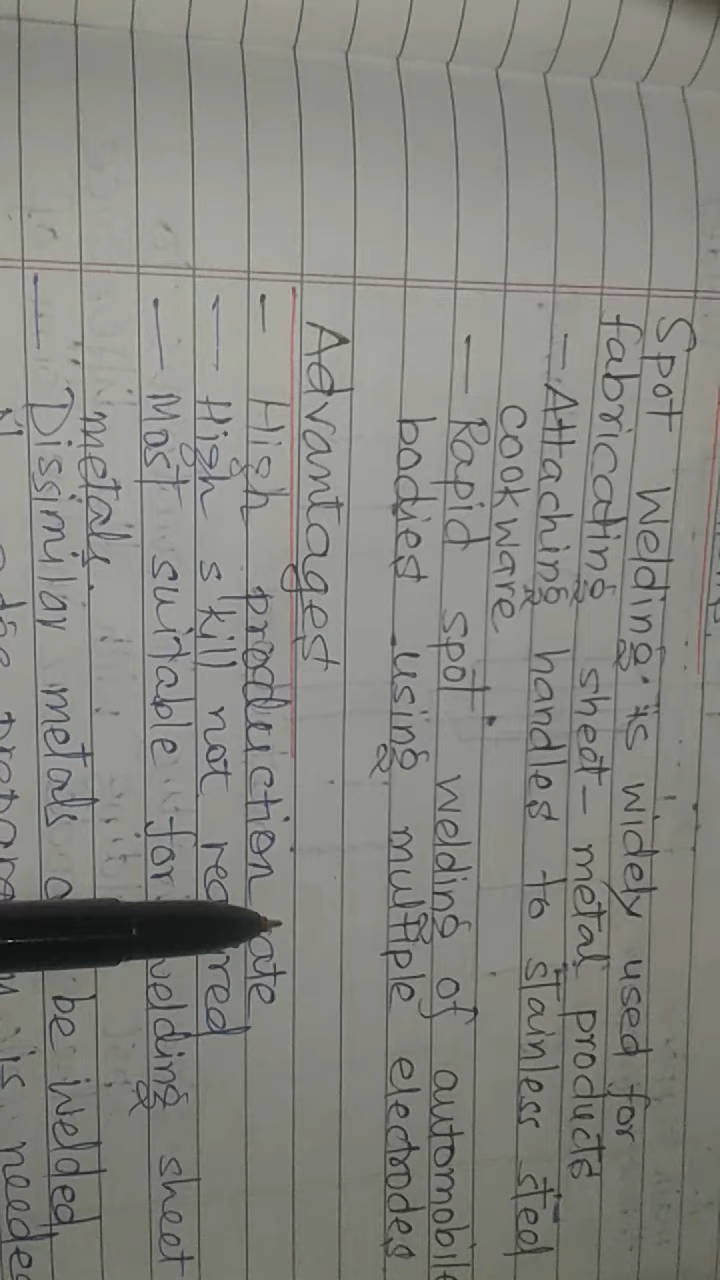 Spot Welding is widely used for
fabricating sheet-metal products
- Attaching handles to stainless steel
cookware
- Rapid spot welding of automobile
bodies using multiple electrodes
Advantages
- High production
- High skill not
- Most suitable for welding sheet
metals.
- Dissimilar metals be welded
is needed